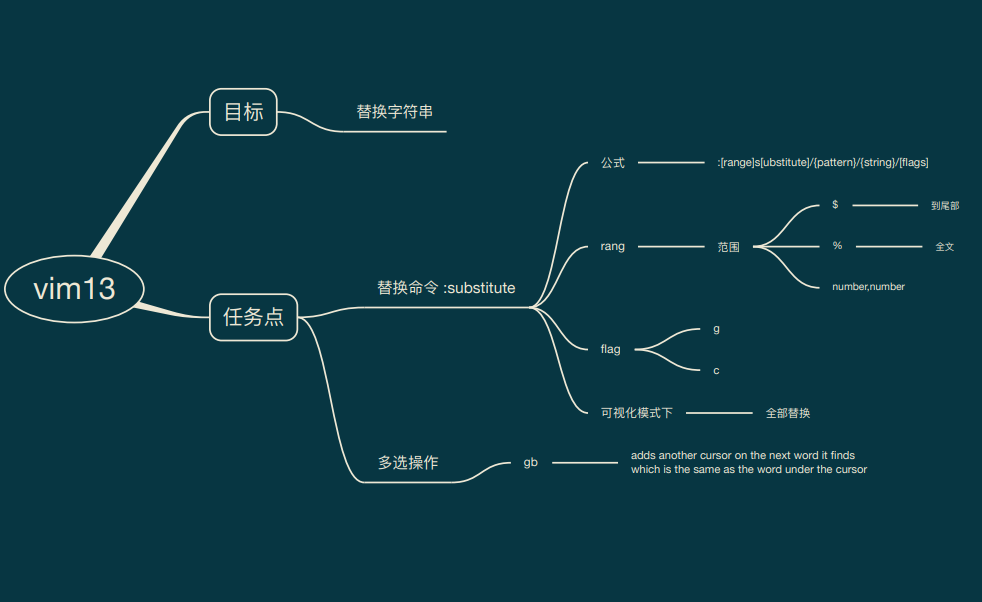 vim13
目标
替换字符串
任务点
替换命令 :substitute
公式
:[range]s[ubstitute]/{pattern}/{string}/[flags]
rang
范围
$
到尾部
%
全文
number,number
flag
g
c
可视化模式下
全部替换
多选操作
gb
adds another cursor on the next word it finds
which is the same as the word under the cursor